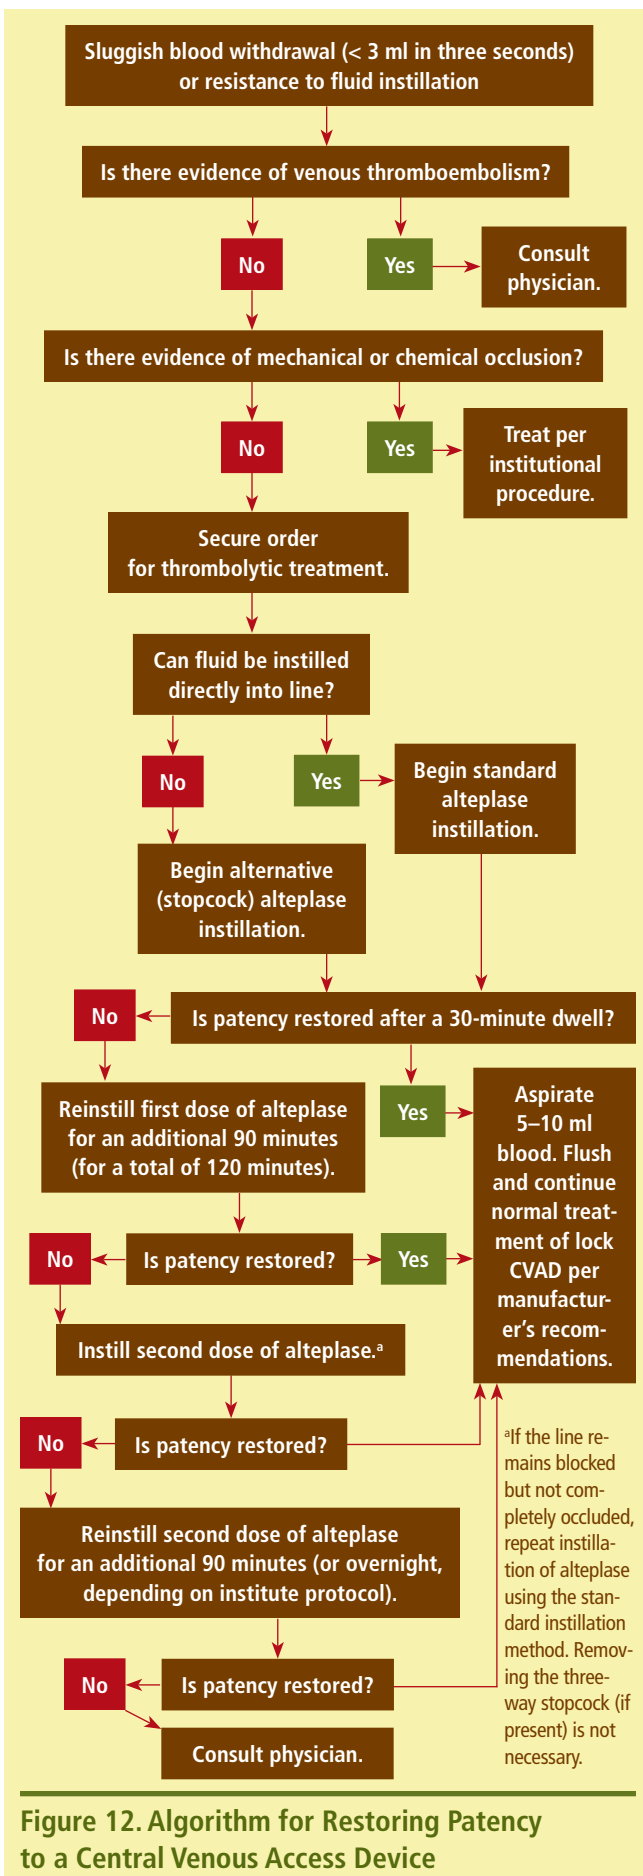 Sluggish blood withdrawal (< 3 ml in three seconds)
or resistance to fluid instillation
Is there evidence of venous thromboembolism?
No
Yes
Consult
physician.
Is there evidence of mechanical or chemical occlusion?
No
Yes
Treat per
institutional
procedure.
Secure order
for thrombolytic treatment.
Can fluid be instilled
directly into line?
No
Yes
Begin standard
alteplase
instillation.
Begin alternative
(stopcock) alteplase
instillation.
No
Is patency restored after a 30-minute dwell?
Reinstill first dose of alteplase
for an additional 90 minutes
(for a total of 120 minutes).
Yes
Aspirate
5–10 ml
blood. Flush
and continue
normal treat-
ment of lock
CVAD per
manufactur-
er's recom-
mendations.
No
Is patency restored?
Yes
Instill second dose of alteplase.ª
No
Is patency restored?
ªIf the line re-
mains blocked
but not com-
pletely occluded,
repeat instilla-
tion of alteplase
using the stan-
dard instillation
method. Remov-
ing the three-
way stopcock (if
present) is not
necessary.
Reinstill second dose of alteplase
for an additional 90 minutes (or overnight,
depending on institute protocol).
No
Is patency restored?
Consult physician.
Figure 12. Algorithm for Restoring Patency
to a Central Venous Access Device